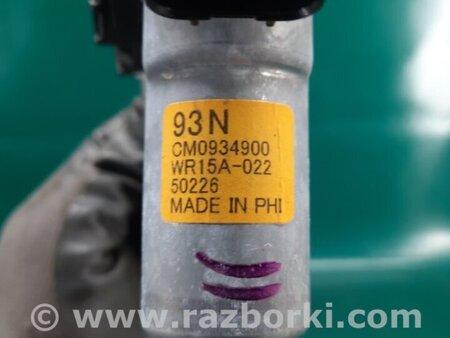 93N
CM0934900
WR15A-022
50226
MADE IN PHI
© www.razborki.com